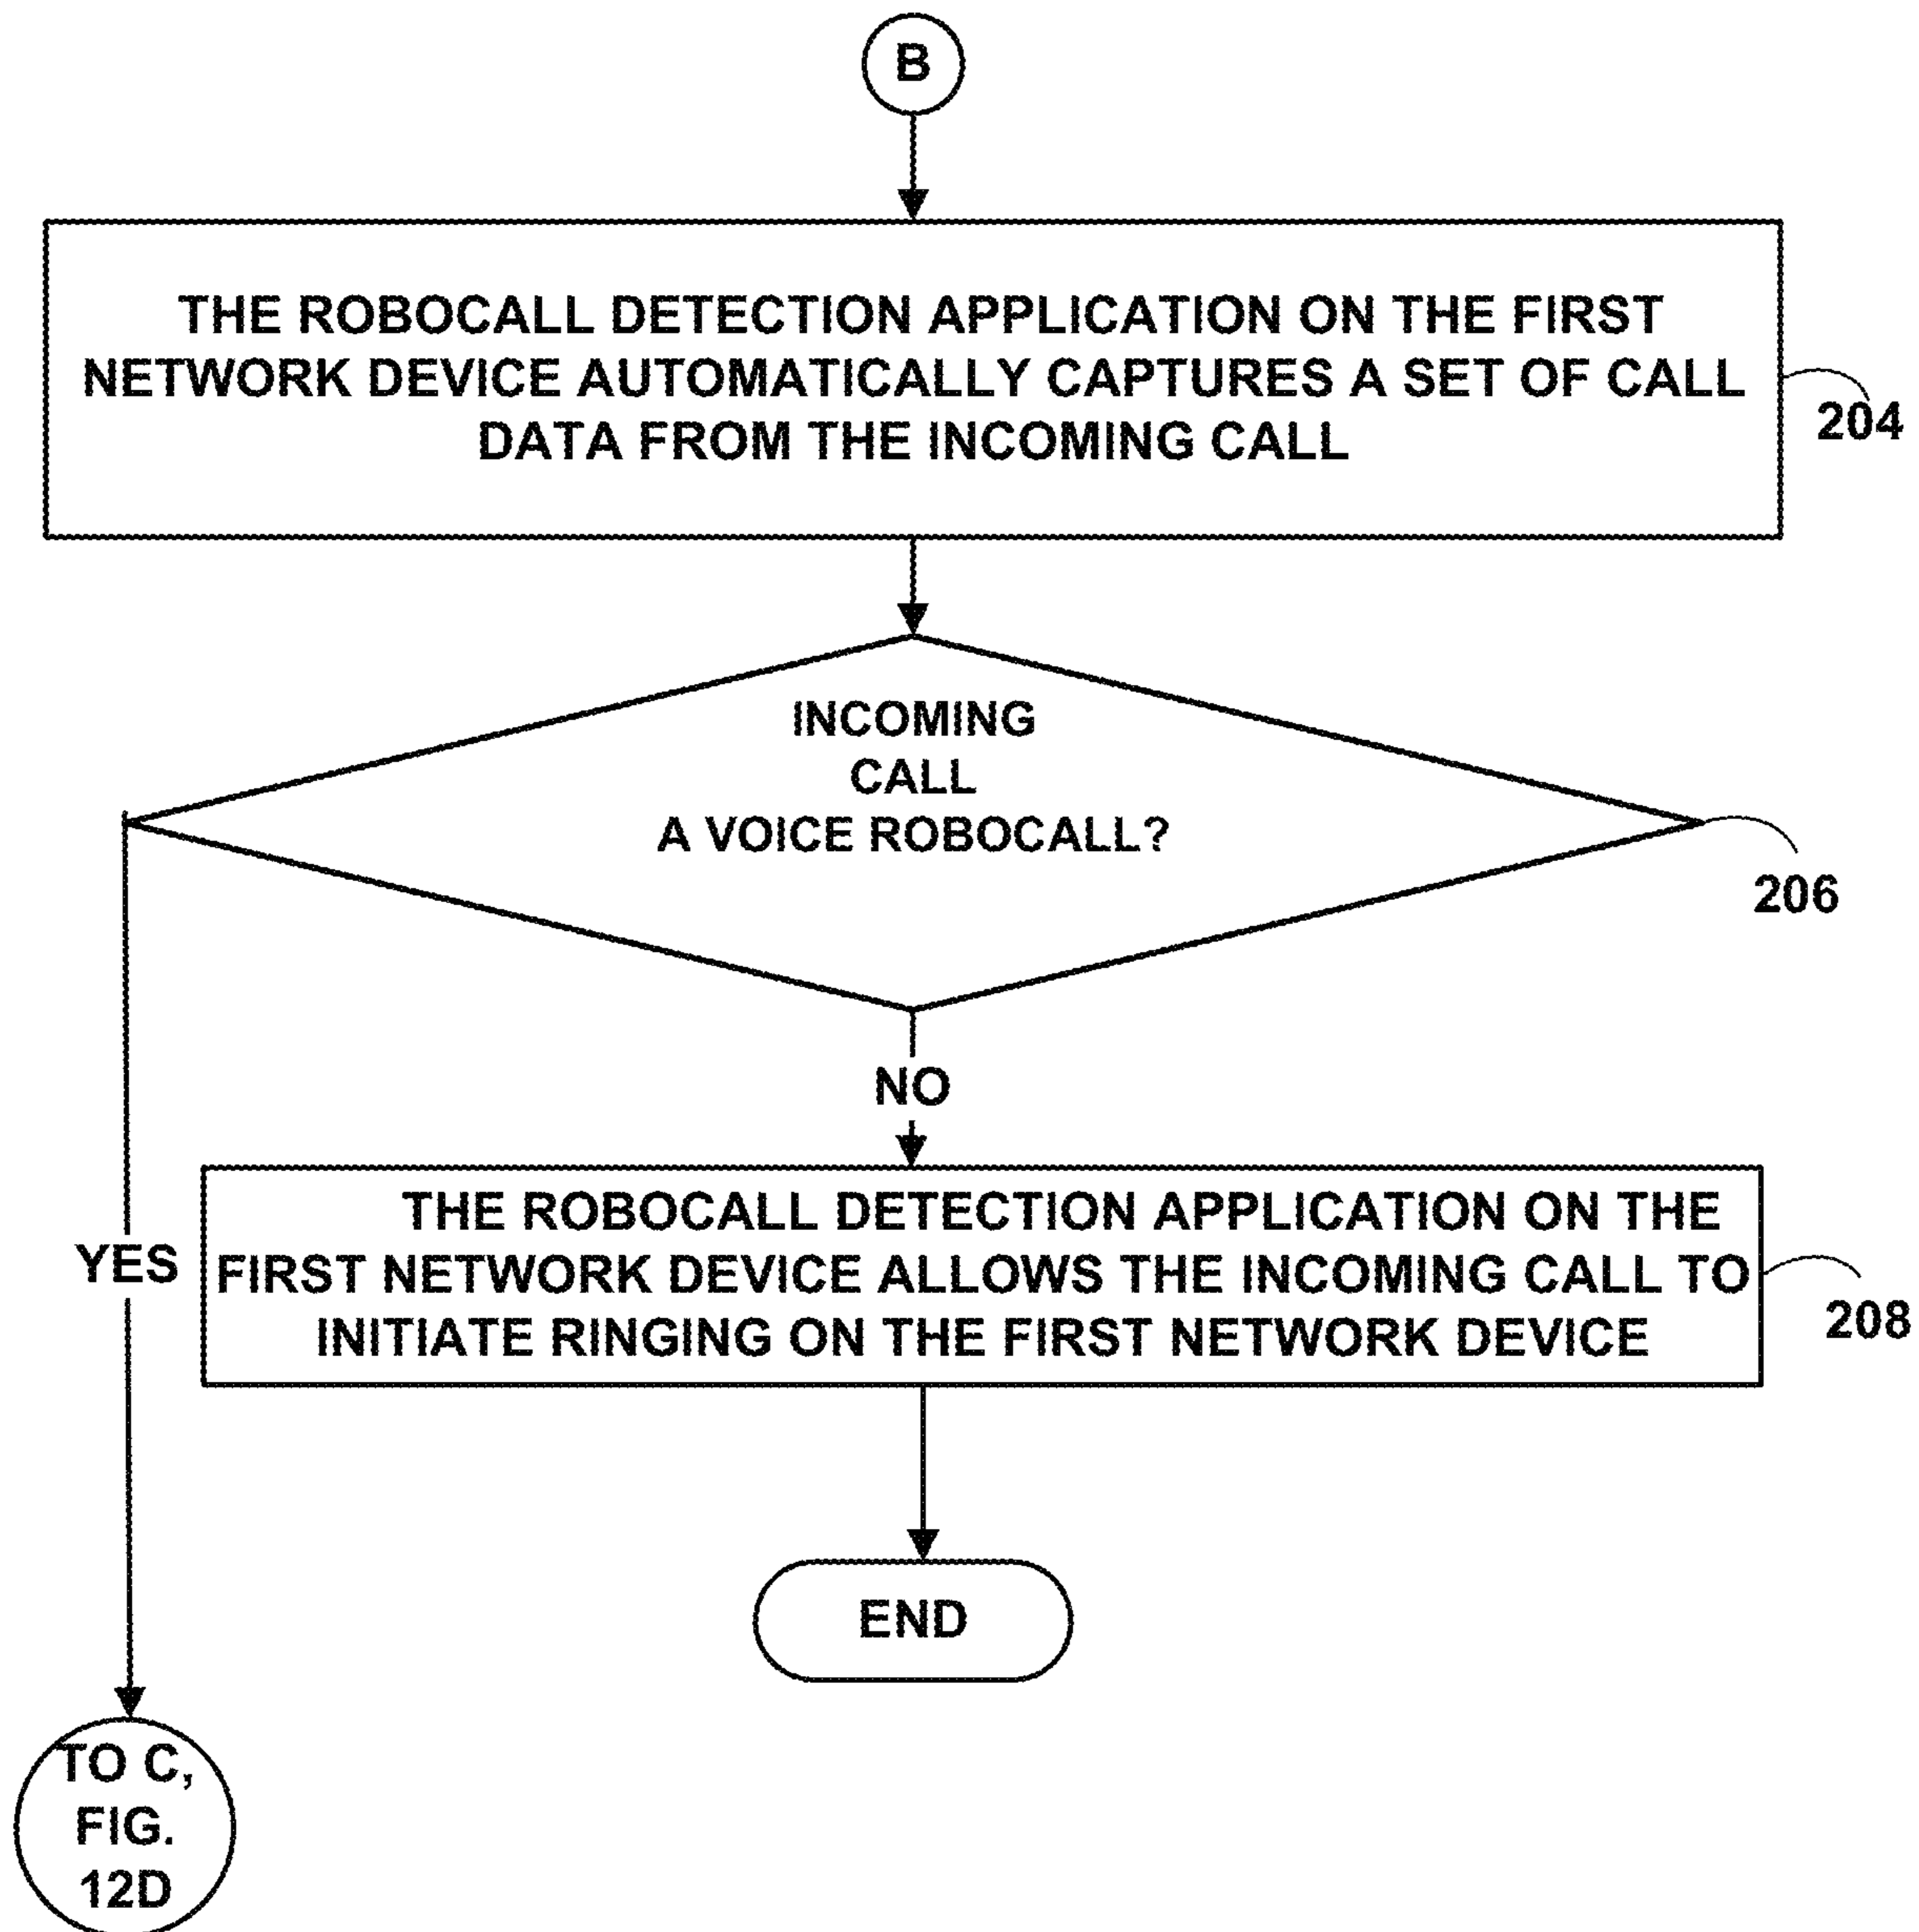 B
THE ROBOCALL DETECTION APPLICATION ON THE FIRST
NETWORK DEVICE AUTOMATICALLY CAPTURES A SET OF CALL
DATA FROM THE INCOMING CALL
204
INCOMING
CALL
A VOICE ROBOCALL?
206
NO
THE ROBOCALL DETECTION APPLICATION ON THE
FIRST NETWORK DEVICE ALLOWS THE INCOMING CALL TO
INITIATE RINGING ON THE FIRST NETWORK DEVICE
208
YES
END
TO C,
FIG.
12D